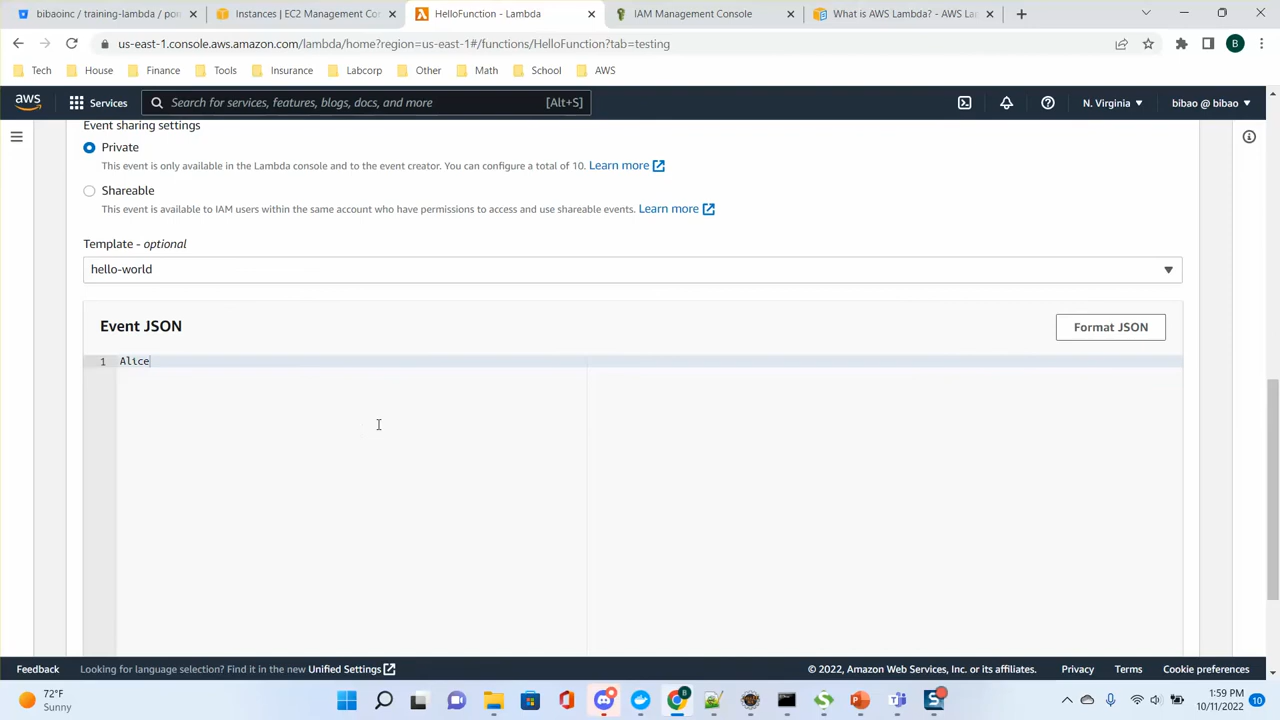 bibaoinc / training-lambda / pom
Instances | EC2 Management Con
HelloFunction - Lambda
IAM Management Console
What is AWS Lambda? - AWS Lam
us-east-1.console.aws.amazon.com/lambda/home?region=us-east-1#/functions/HelloFunction?tab=testing
B
Tech
House
Finance
Tools
Insurance
Labcorp
Other
Math
School
AWS
aws
Services
Search for services, features, blogs, docs, and more
[Alt+S]
N. Virginia
bibao @ bibao
Event sharing settings
Private
This event is only available in the Lambda console and to the event creator. You can configure a total of 10. Learn more
Shareable
This event is available to IAM users within the same account who have permissions to access and use shareable events. Learn more
Template - optional
hello-world
Event JSON
Format JSON
1 Alice
Feedback
Looking for language selection? Find it in the new Unified Settings
© 2022, Amazon Web Services, Inc. or its affiliates.
Privacy
Terms
Cookie preferences
72°F
Sunny
1:59 PM
10/11/2022
10